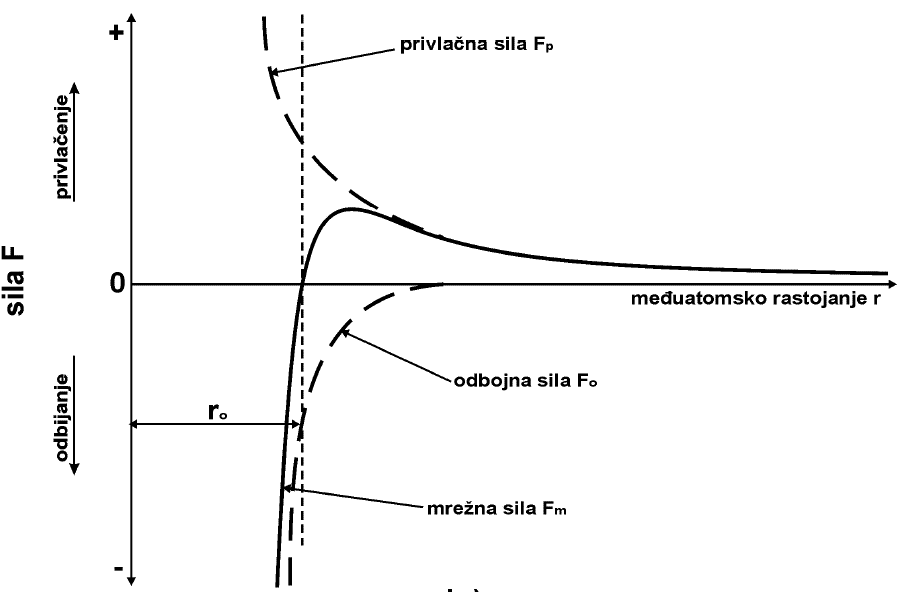 +
privlačna sila Fₚ
privlačenje
sila F
0
međuatomsko rastojanje r
odbijanje
odbojna sila Fₒ
rₒ
mrežna sila Fₘ
-